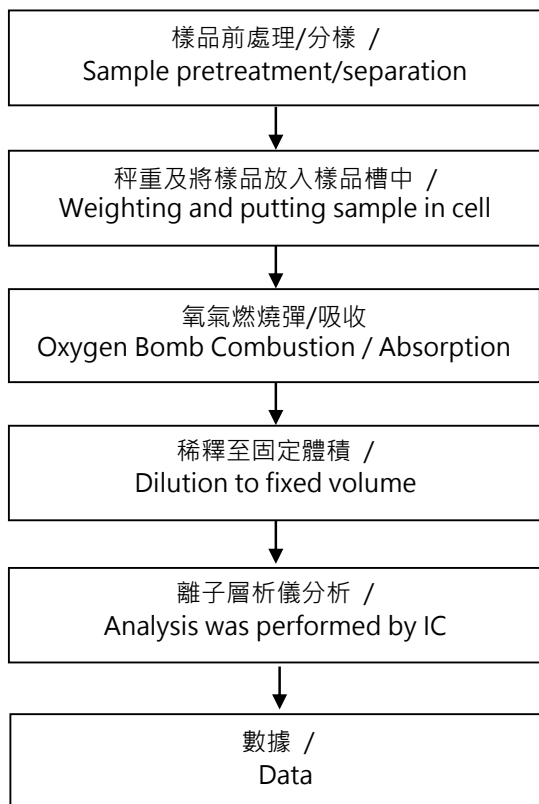 樣品前處理/分樣 /
Sample pretreatment/separation
秤重及將樣品放入樣品槽中 /
Weighting and putting sample in cell
氧氣燃燒彈/吸收
Oxygen Bomb Combustion / Absorption
稀釋至固定體積 /
Dilution to fixed volume
離子層析儀分析 /
Analysis was performed by IC
數據 /
Data